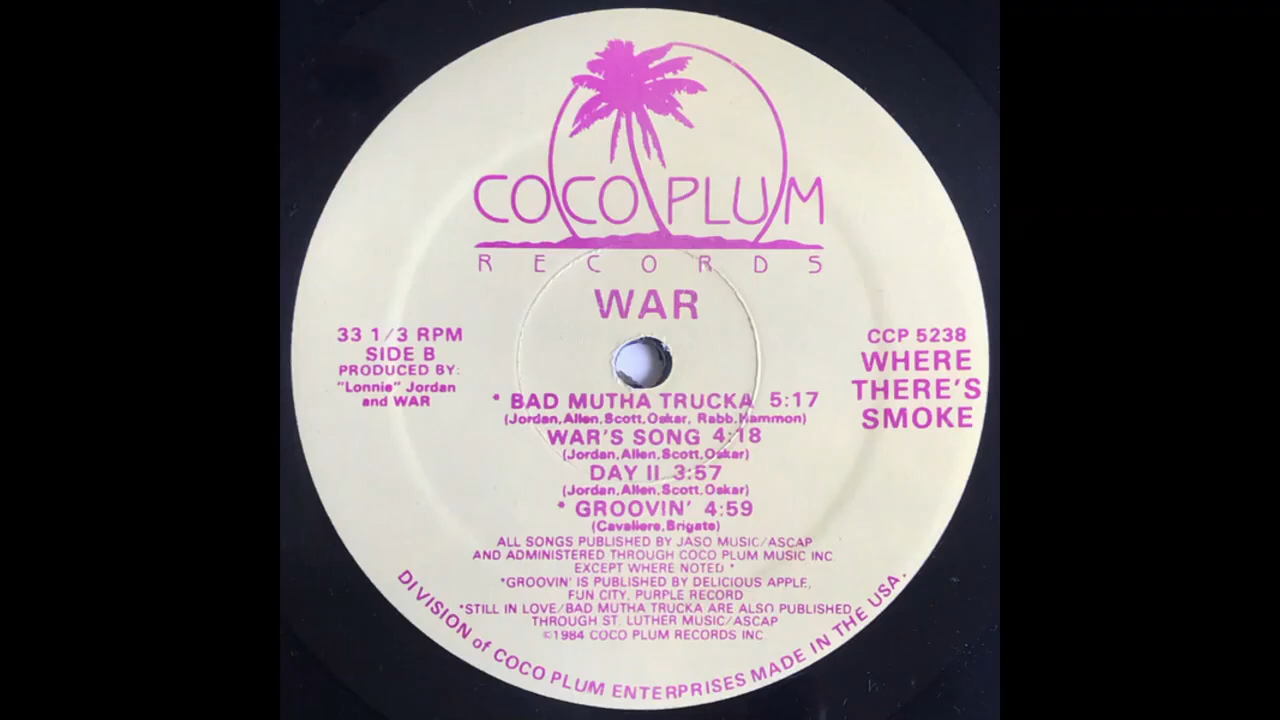 COCO PLUM
RECORDS
WAR
33 1/3 RPM
SIDE B
PRODUCED BY:
"Lonnie" Jordan
and WAR
CCP 5238
WHERE
THERE'S
SMOKE
* BAD MUTHA TRUCKA 5:17
(Jordan,Allen,Scott,Oskar, Rabb,Hammon)
WAR'S SONG 4:18
(Jordan,Allen,Scott,Oskar)
DAY II 3:57
(Jordan,Allen,Scott,Oskar)
* GROOVIN' 4:59
(Cavaliere,Brigate)
ALL SONGS PUBLISHED BY JASO MUSIC/ASCAP
AND ADMINISTERED THROUGH COCO PLUM MUSIC INC.
EXCEPT WHERE NOTED *
*GROOVIN' IS PUBLISHED BY DELICIOUS APPLE,
FUN CITY, PURPLE RECORD
*STILL IN LOVE/BAD MUTHA TRUCKA ARE ALSO PUBLISHED
THROUGH ST. LUTHER MUSIC/ASCAP
©1984 COCO PLUM RECORDS INC
DIVISION of COCO PLUM ENTERPRISES MADE IN THE USA.